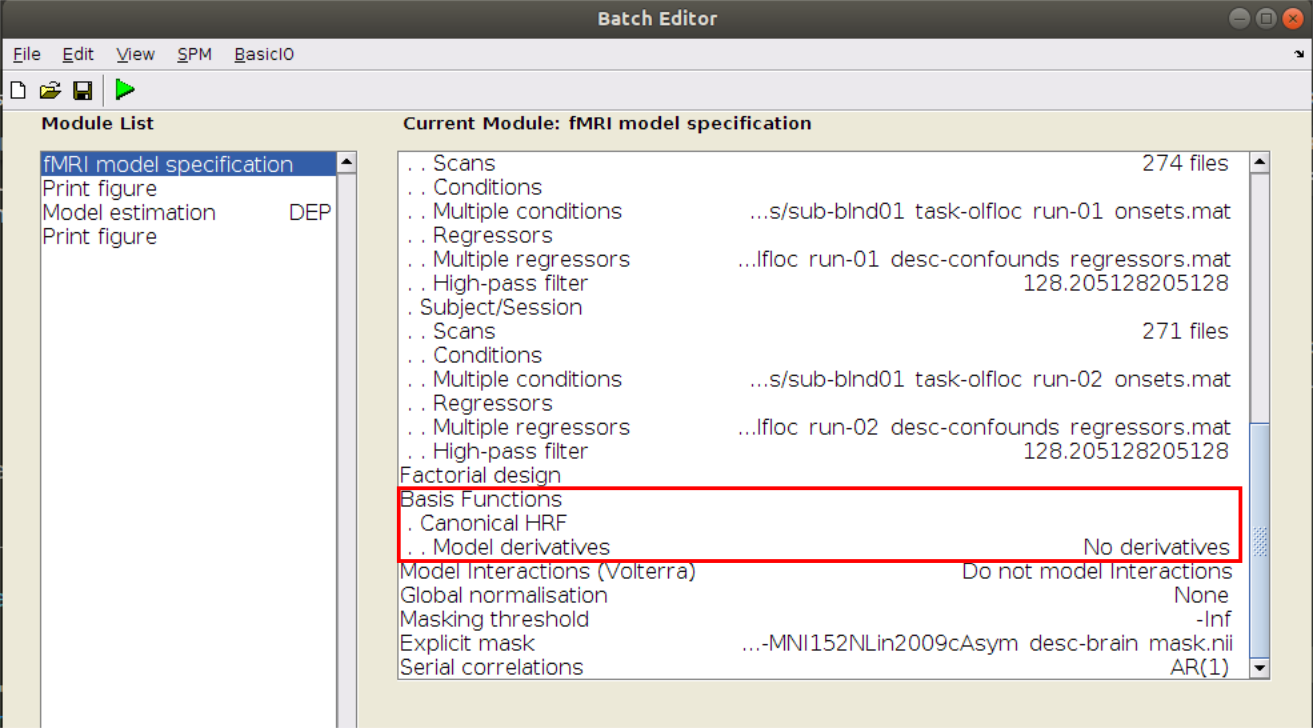 Batch Editor
File Edit View SPM BasicIO
Module List
fMRI model specification
Print figure
Model estimation DEP
Print figure
Current Module: fMRI model specification
. . Scans 274 files
. . Conditions
. . Multiple conditions ...s/sub-blnd01 task-olfloc run-01 onsets.mat
. . Regressors
. . Multiple regressors ...lfloc run-01 desc-confounds regressors.mat
. . High-pass filter 128.205128205128
. Subject/Session
. . Scans 271 files
. . Conditions
. . Multiple conditions ...s/sub-blnd01 task-olfloc run-02 onsets.mat
. . Regressors
. . Multiple regressors ...lfloc run-02 desc-confounds regressors.mat
. . High-pass filter 128.205128205128
Factorial design
Basis Functions
. Canonical HRF
. . Model derivatives No derivatives
Model Interactions (Volterra) Do not model Interactions
Global normalisation None
Masking threshold -Inf
Explicit mask ...-MNI152NLin2009cAsym desc-brain mask.nii
Serial correlations AR(1)